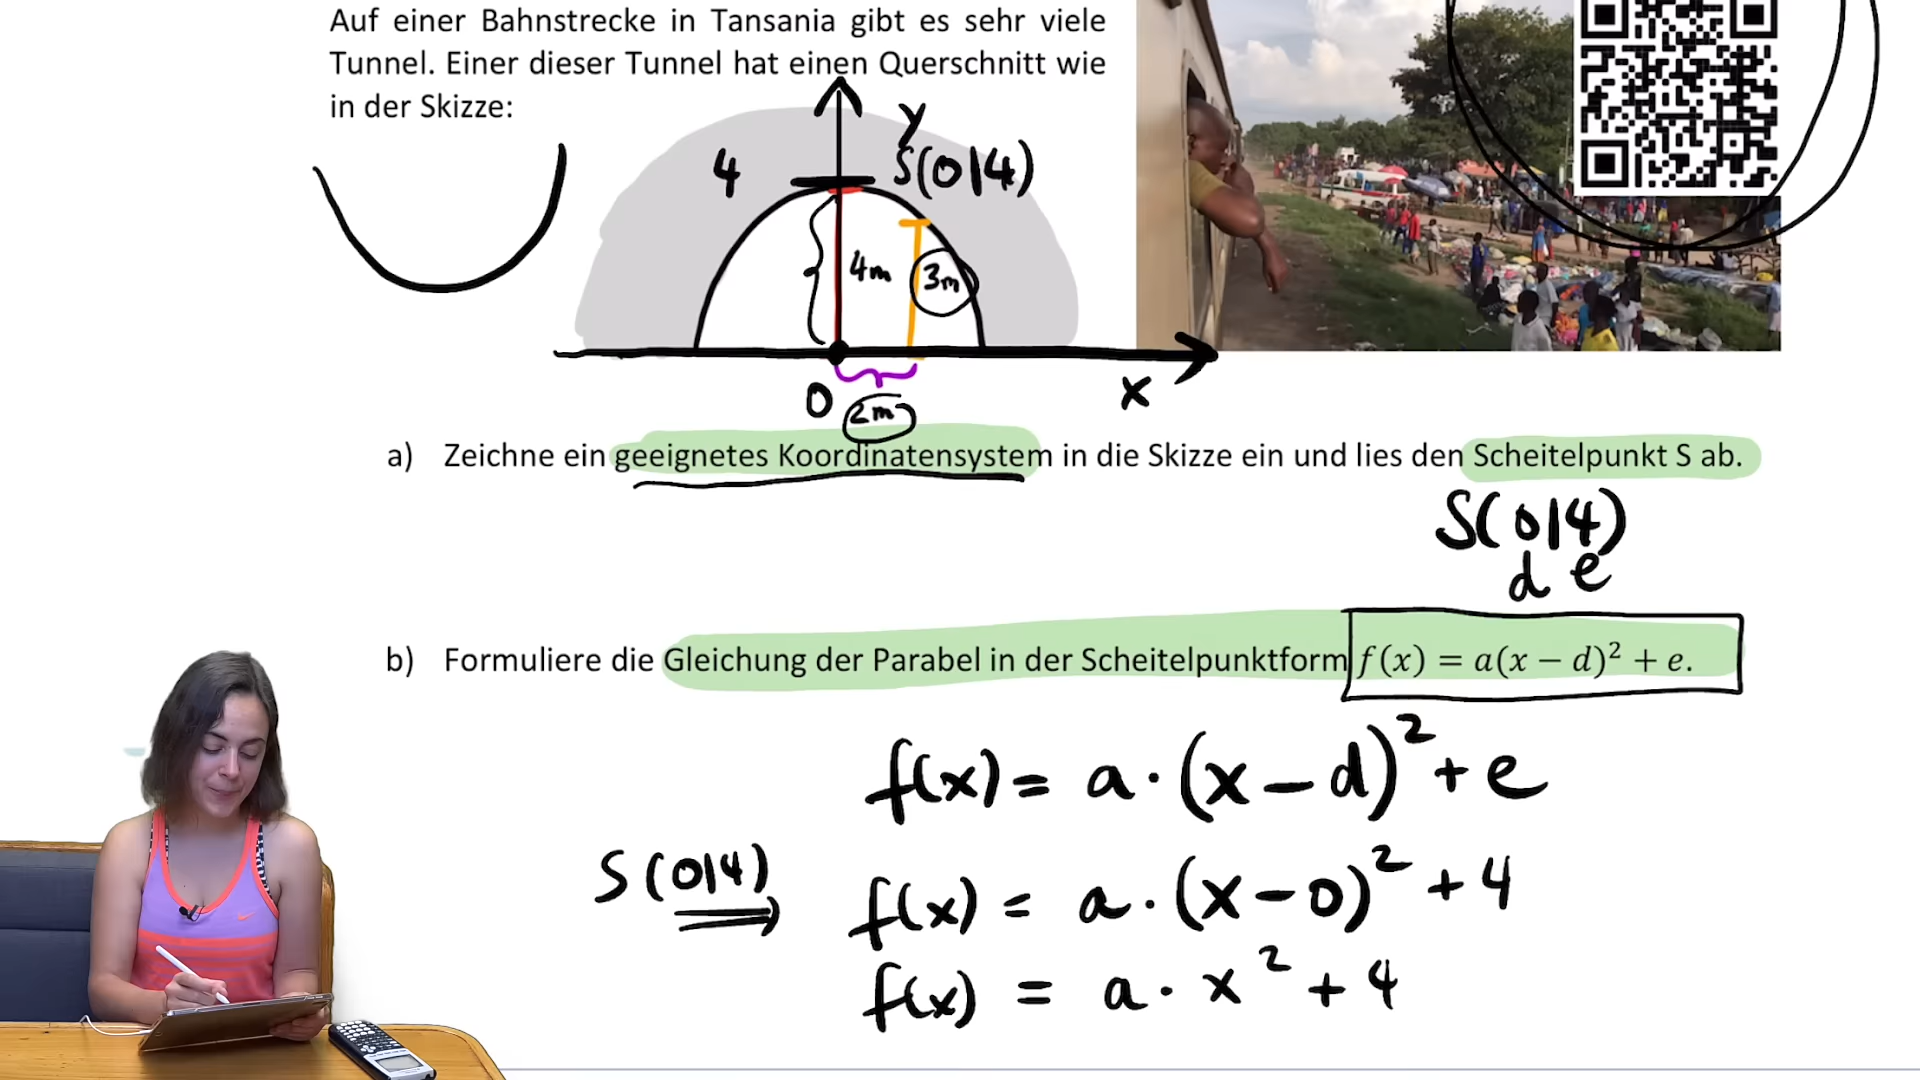 Auf einer Bahnstrecke in Tansania gibt es sehr viele
Tunnel. Einer dieser Tunnel hat einen Querschnitt wie
in der Skizze:
y
4
S(0|4)
4m
3m
0
2m
x
a) Zeichne ein geeignetes Koordinatensystem in die Skizze ein und lies den Scheitelpunkt S ab.
S(0|4)
d e
b) Formuliere die Gleichung der Parabel in der Scheitelpunktform f(x) = a(x − d)² + e.
f(x) = a · (x − d)² + e
S(0|4)
f(x) = a · (x − 0)² + 4
f(x) = a · x² + 4